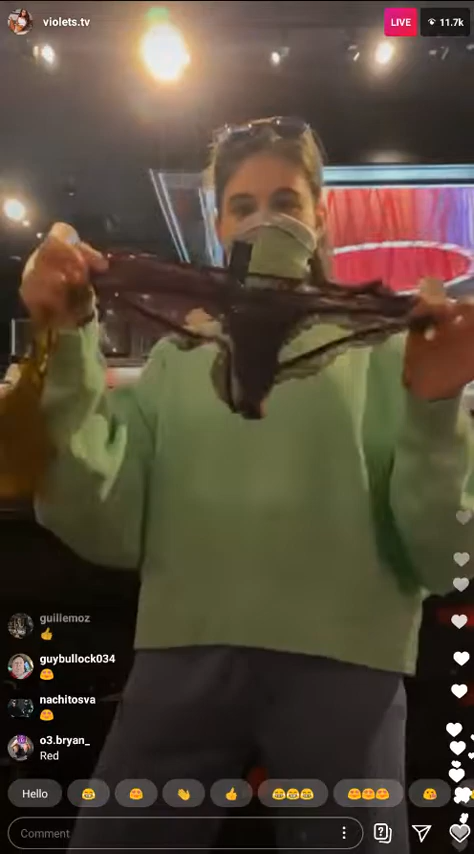 violets.tv
LIVE
11.7k
guillemoz
guybullock034
nachitosva
o3.bryan_
Red
Hello
Comment